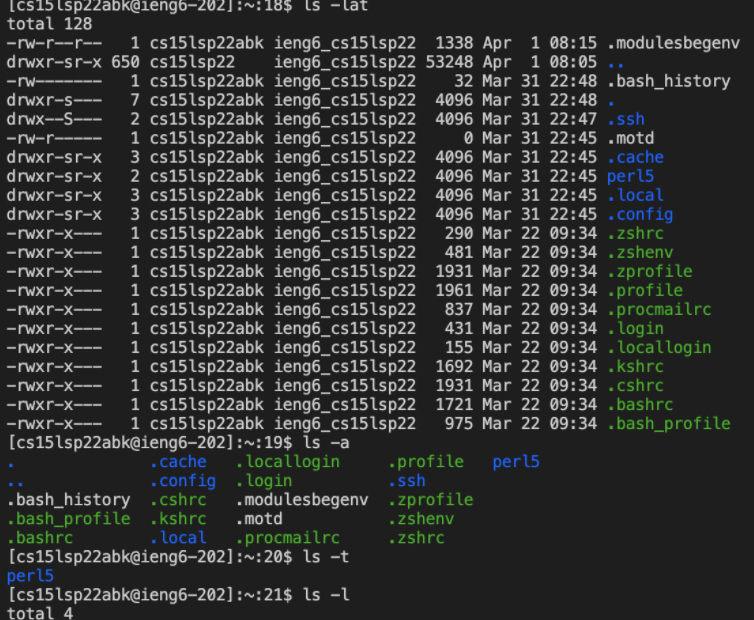 [cs15lsp22abk@ieng6-202]:~:18$ ls -lat
total 128
-rw-r--r--   1 cs15lsp22abk ieng6_cs15lsp22  1338 Apr  1 08:15 .modulesbegenv
drwxr-sr-x 650 cs15lsp22    ieng6_cs15lsp22 53248 Apr  1 08:05 ..
-rw-------   1 cs15lsp22abk ieng6_cs15lsp22    32 Mar 31 22:48 .bash_history
drwxr-s---   7 cs15lsp22abk ieng6_cs15lsp22  4096 Mar 31 22:48 .
drwx--S---   2 cs15lsp22abk ieng6_cs15lsp22  4096 Mar 31 22:47 .ssh
-rw-r-----   1 cs15lsp22abk ieng6_cs15lsp22     0 Mar 31 22:45 .motd
drwxr-sr-x   3 cs15lsp22abk ieng6_cs15lsp22  4096 Mar 31 22:45 .cache
drwxr-sr-x   2 cs15lsp22abk ieng6_cs15lsp22  4096 Mar 31 22:45 perl5
drwxr-sr-x   3 cs15lsp22abk ieng6_cs15lsp22  4096 Mar 31 22:45 .local
drwxr-sr-x   3 cs15lsp22abk ieng6_cs15lsp22  4096 Mar 31 22:45 .config
-rwxr-x---   1 cs15lsp22abk ieng6_cs15lsp22   290 Mar 22 09:34 .zshrc
-rwxr-x---   1 cs15lsp22abk ieng6_cs15lsp22   481 Mar 22 09:34 .zshenv
-rwxr-x---   1 cs15lsp22abk ieng6_cs15lsp22  1931 Mar 22 09:34 .zprofile
-rwxr-x---   1 cs15lsp22abk ieng6_cs15lsp22  1961 Mar 22 09:34 .profile
-rwxr-x---   1 cs15lsp22abk ieng6_cs15lsp22   837 Mar 22 09:34 .procmailrc
-rwxr-x---   1 cs15lsp22abk ieng6_cs15lsp22   431 Mar 22 09:34 .login
-rwxr-x---   1 cs15lsp22abk ieng6_cs15lsp22   155 Mar 22 09:34 .locallogin
-rwxr-x---   1 cs15lsp22abk ieng6_cs15lsp22  1692 Mar 22 09:34 .kshrc
-rwxr-x---   1 cs15lsp22abk ieng6_cs15lsp22  1931 Mar 22 09:34 .cshrc
-rwxr-x---   1 cs15lsp22abk ieng6_cs15lsp22  1721 Mar 22 09:34 .bashrc
-rwxr-x---   1 cs15lsp22abk ieng6_cs15lsp22   975 Mar 22 09:34 .bash_profile
[cs15lsp22abk@ieng6-202]:~:19$ ls -a
.              .cache   .locallogin     .profile   perl5
..             .config  .login          .ssh
.bash_history  .cshrc   .modulesbegenv  .zprofile
.bash_profile  .kshrc   .motd           .zshenv
.bashrc        .local   .procmailrc     .zshrc
[cs15lsp22abk@ieng6-202]:~:20$ ls -t
perl5
[cs15lsp22abk@ieng6-202]:~:21$ ls -l
total 4